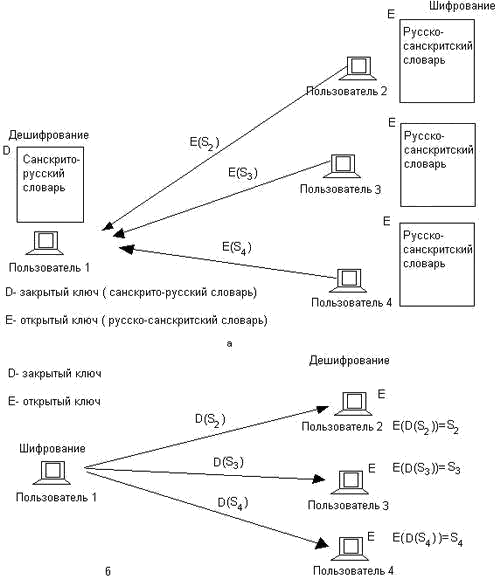 Шифрование
E
Русско-
санскритский
словарь
Пользователь 2
Дешифрование
D
Санскрито-
русский
словарь
E(S2)
E
Русско-
санскритский
словарь
E(S3)
Пользователь 3
E
Русско-
санскритский
словарь
E(S4)
Пользователь 1
Пользователь 4
D- закрытый ключ ( санскрито-русский словарь)
E- открытый ключ ( русско-санскритский словарь)
а
Дешифрование
D- закрытый ключ
E- открытый ключ
E
D(S2)
Пользователь 2
E(D(S2))=S2
Шифрование
D(S3)
E
E(D(S3))=S3
Пользователь 1
Пользователь 3
D(S4)
E
E(D(S4))=S4
Пользователь 4
б